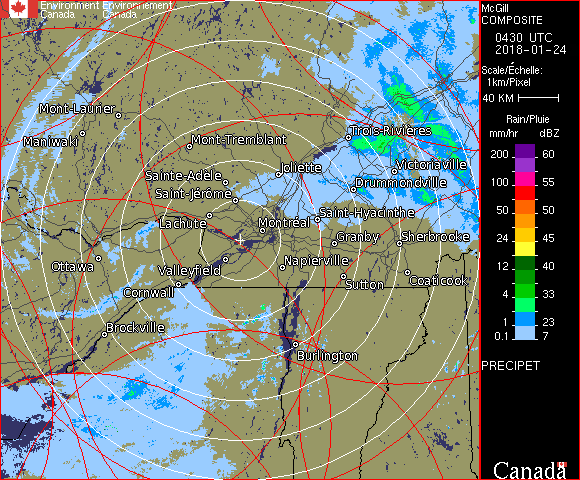 Environment Environnement
Canada Canada
McGill
COMPOSITE
0430 UTC
2018-01-24
Scale/Échelle:
1km/Pixel
40 KM
Rain/Pluie
mm/hr dBZ
200 60
100 55
50 50
24 45
12 40
4 33
1 23
0.1 7
PRECIPET
Canada
Mont-Laurier
Maniwaki
Mont-Tremblant
Trois-Rivières
Joliette
Victoriaville
Sainte-Adèle
Drummondville
Saint-Jérôme
Saint-Hyacinthe
Lachute
Montréal
Granby
Sherbrooke
Ottawa
Valleyfield
Napierville
Sutton
Coaticook
Cornwall
Brockville
Burlington